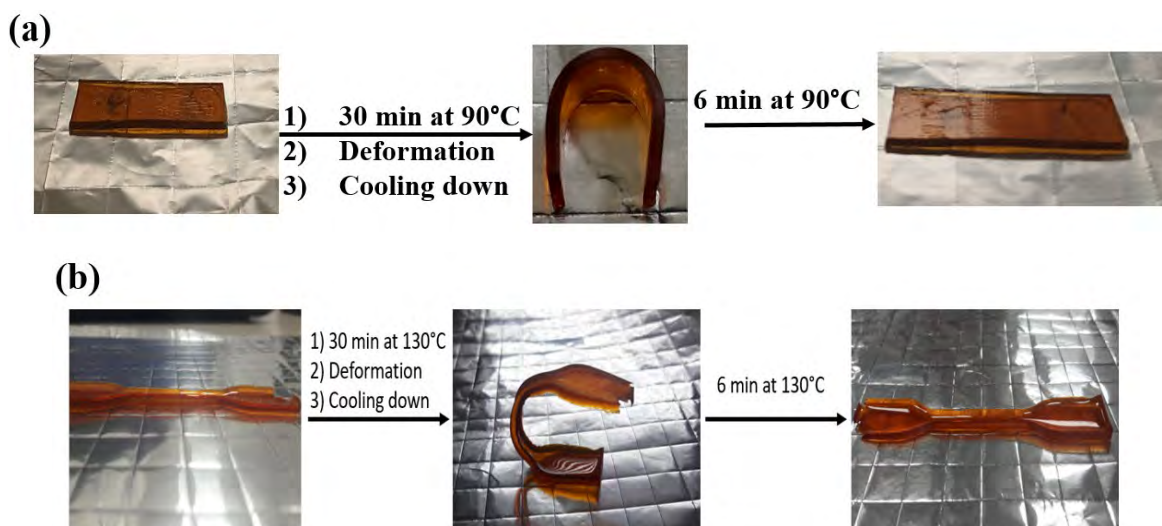 (a)
1) 30 min at 90°C
2) Deformation
3) Cooling down
6 min at 90°C
(b)
1) 30 min at 130°C
2) Deformation
3) Cooling down
6 min at 130°C